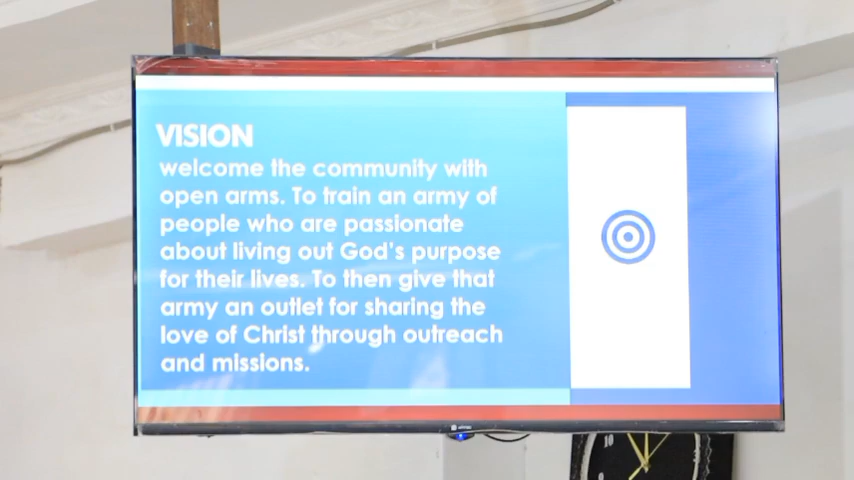 VISION
welcome the community with
open arms. To train an army of
people who are passionate
about living out God's purpose
for their lives. To then give that
army an outlet for sharing the
love of Christ through outreach
and missions.
10